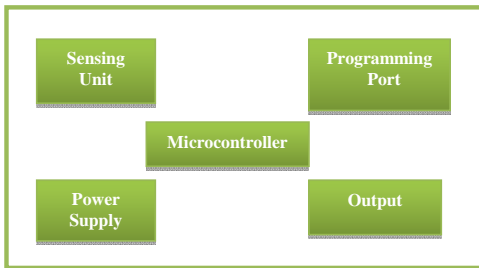 Sensing
Unit
Programming
Port
Microcontroller
Power
Supply
Output